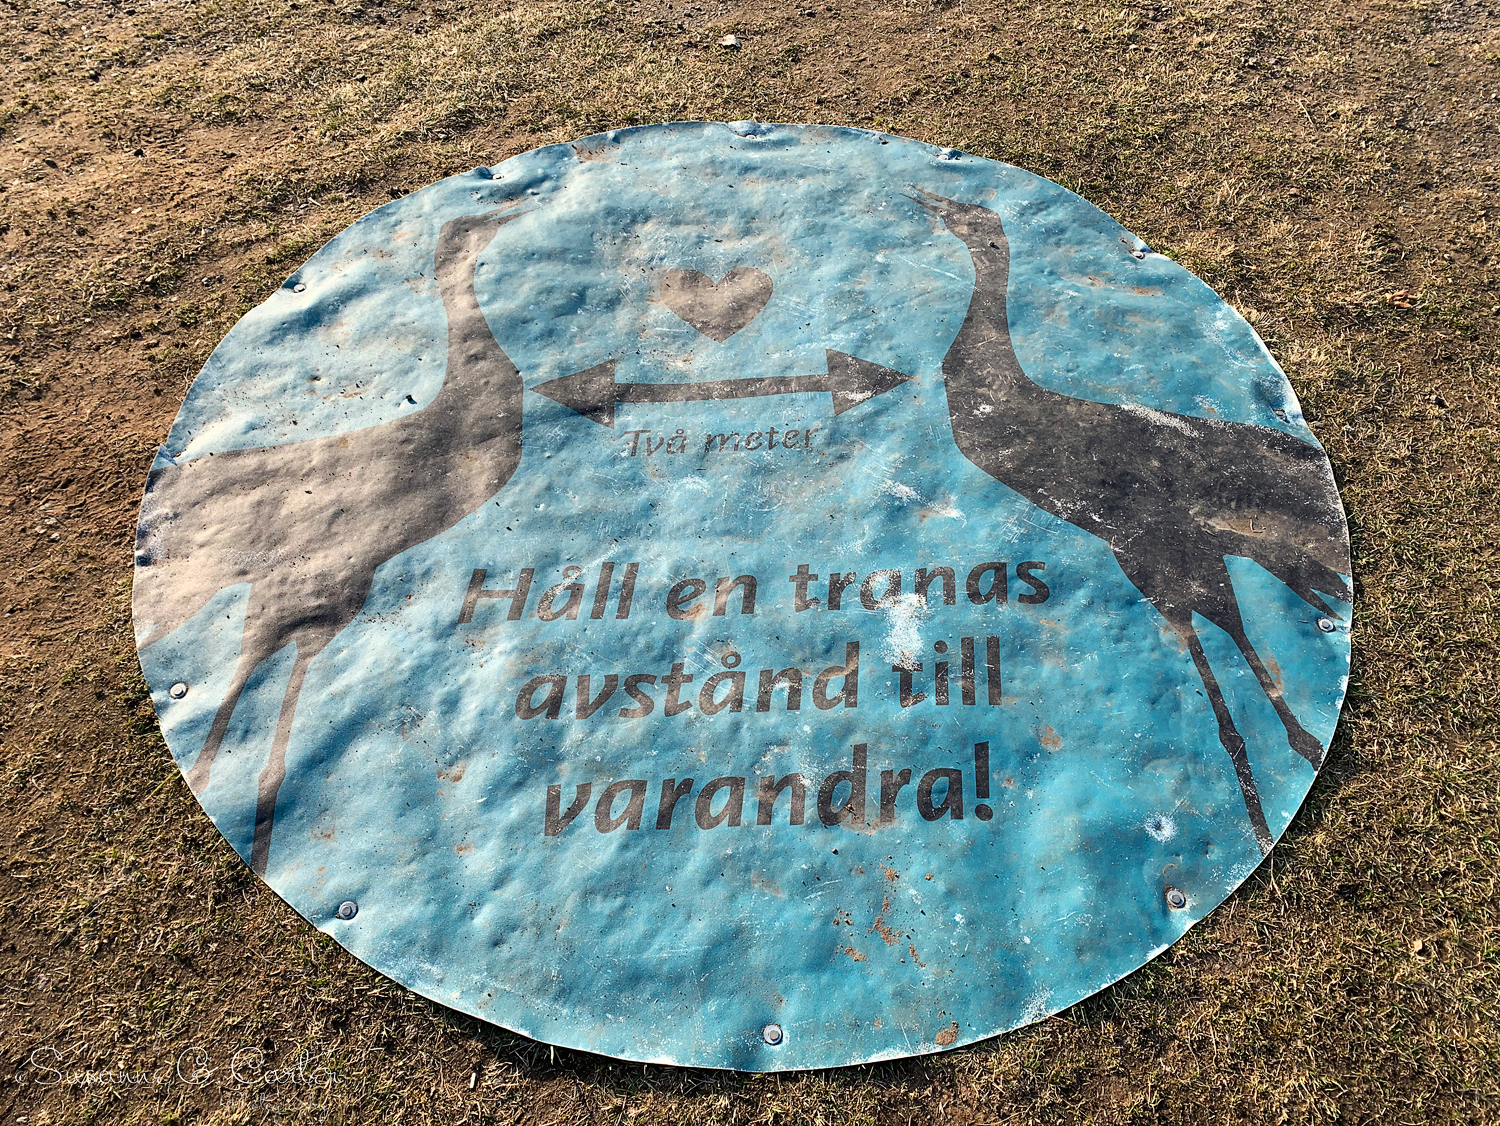 Två meter
Håll en tranas
avstånd till
varandra!